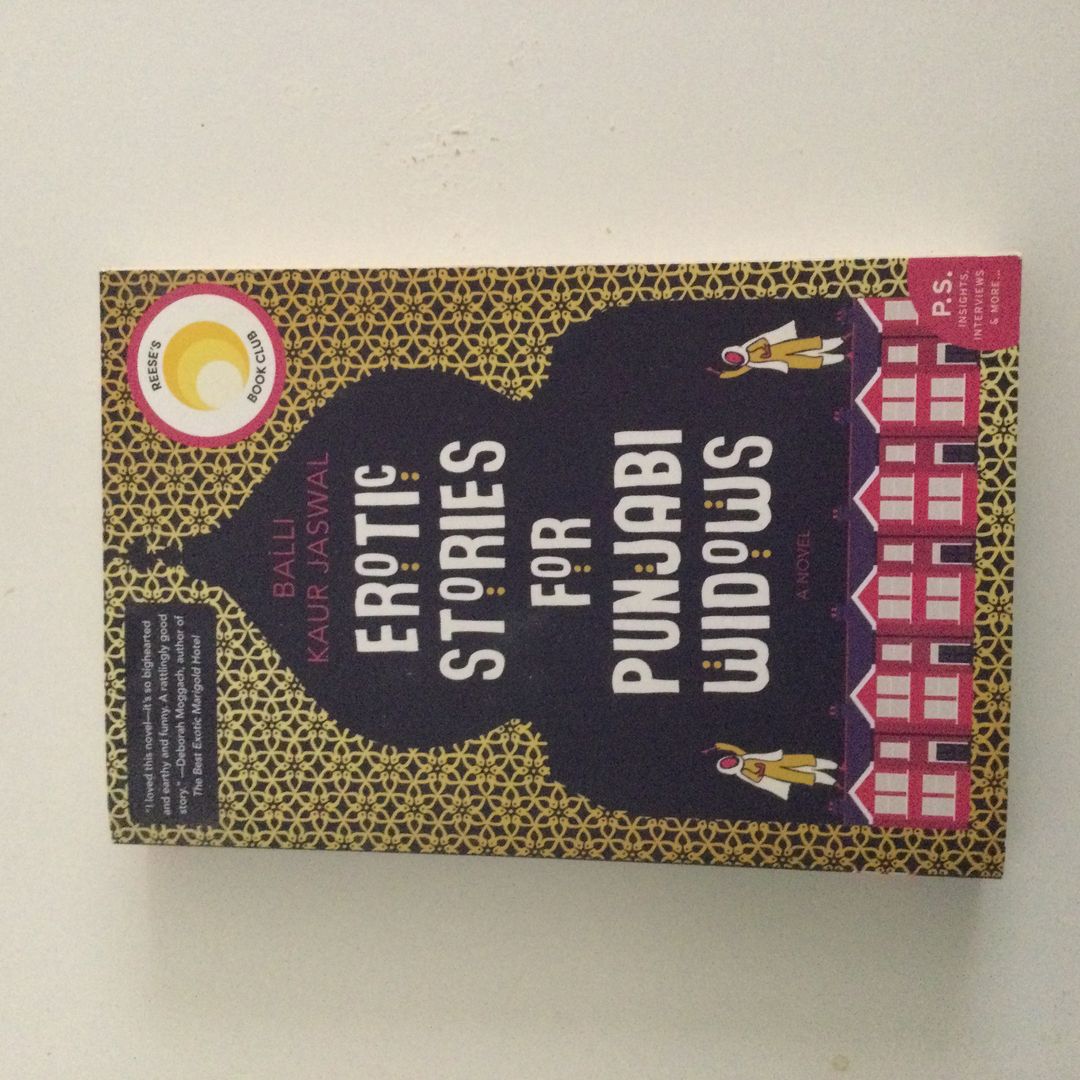 "I loved this novel—it's so bighearted
and earthy and funny. A rattlingly good
story." —Deborah Moggach, author of
The Best Exotic Marigold Hotel
REESE'S
BOOK CLUB
BALLI
KAUR JASWAL
EROTIC
STORIES
FOR
PUNJABI
WIDOWS
A NOVEL
P.S.
INSIGHTS,
INTERVIEWS
& MORE...